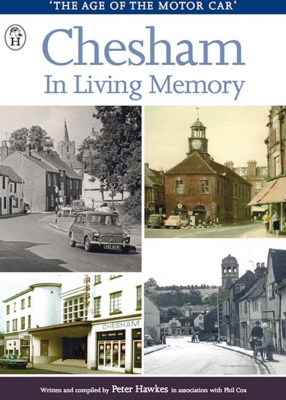 'THE AGE OF THE MOTOR CAR'
H
Chesham
In Living Memory
CHESHAM
Written and compiled by Peter Hawkes in association with Phil Cox